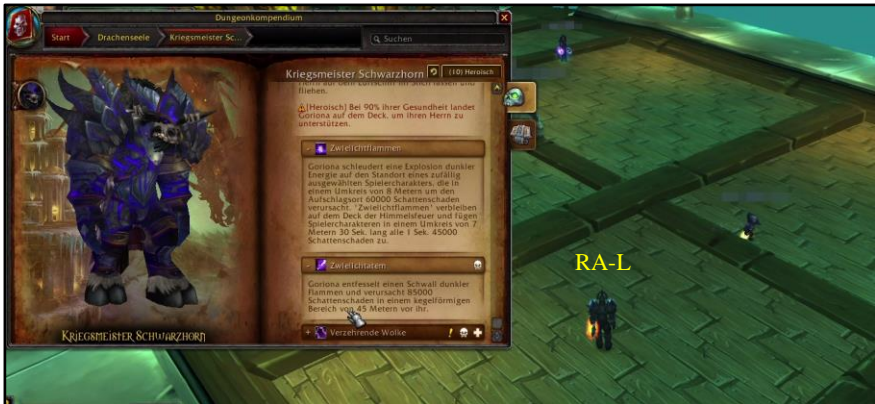 Dungeonkompendium
Start
Drachenseele
Kriegsmeister Sc...
Suchen
Kriegsmeister Schwarzhorn
(10) Heroisch
fliehen.
[Heroisch] Bei 90% ihrer Gesundheit landet
Goriona auf dem Deck, um ihren Herrn zu
unterstützen.
- Zwielichtflammen
Goriona schleudert eine Explosion dunkler
Energie auf den Standort eines zufällig
ausgewählten Spielercharakters, die in
einem Umkreis von 8 Metern um den
Aufschlagsort 60000 Schattenschaden
verursacht. 'Zwielichtflammen' verbleiben
auf dem Deck der Himmelsfeuer und fügen
Spielercharakteren in einem Umkreis von 7
Metern 30 Sek. lang alle 1 Sek. 45000
Schattenschaden zu.
- Zwielichtatem
Goriona entfesselt einen Schwall dunkler
Flammen und verursacht 85000
Schattenschaden in einem kegelförmigen
Bereich von 45 Metern vor ihr.
+ Verzehrende Wolke
Kriegsmeister Schwarzhorn
RA-L